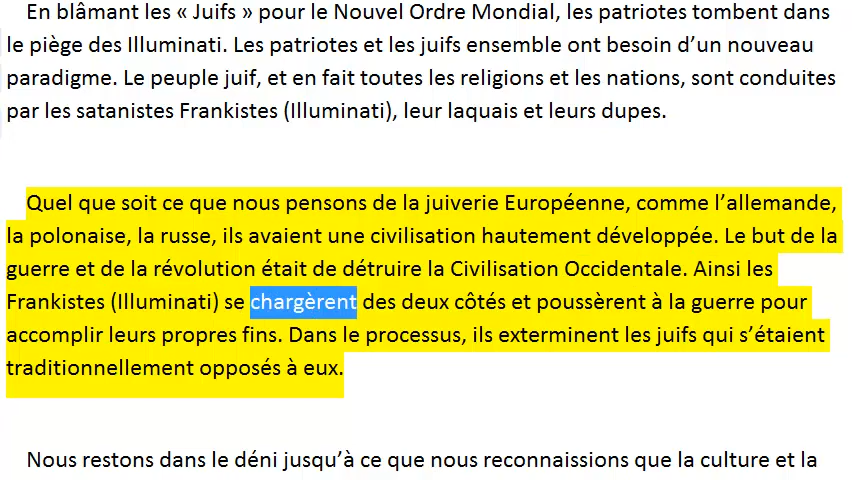 En blâmant les « Juifs » pour le Nouvel Ordre Mondial, les patriotes tombent dans
le piège des Illuminati. Les patriotes et les juifs ensemble ont besoin d’un nouveau
paradigme. Le peuple juif, et en fait toutes les religions et les nations, sont conduites
par les satanistes Frankistes (Illuminati), leur laquais et leurs dupes.
Quel que soit ce que nous pensons de la juiverie Européenne, comme l’allemande,
la polonaise, la russe, ils avaient une civilisation hautement développée. Le but de la
guerre et de la révolution était de détruire la Civilisation Occidentale. Ainsi les
Frankistes (Illuminati) se chargèrent des deux côtés et poussèrent à la guerre pour
accomplir leurs propres fins. Dans le processus, ils exterminent les juifs qui s’étaient
traditionnellement opposés à eux.
Nous restons dans le déni jusqu’à ce que nous reconnaissions que la culture et la